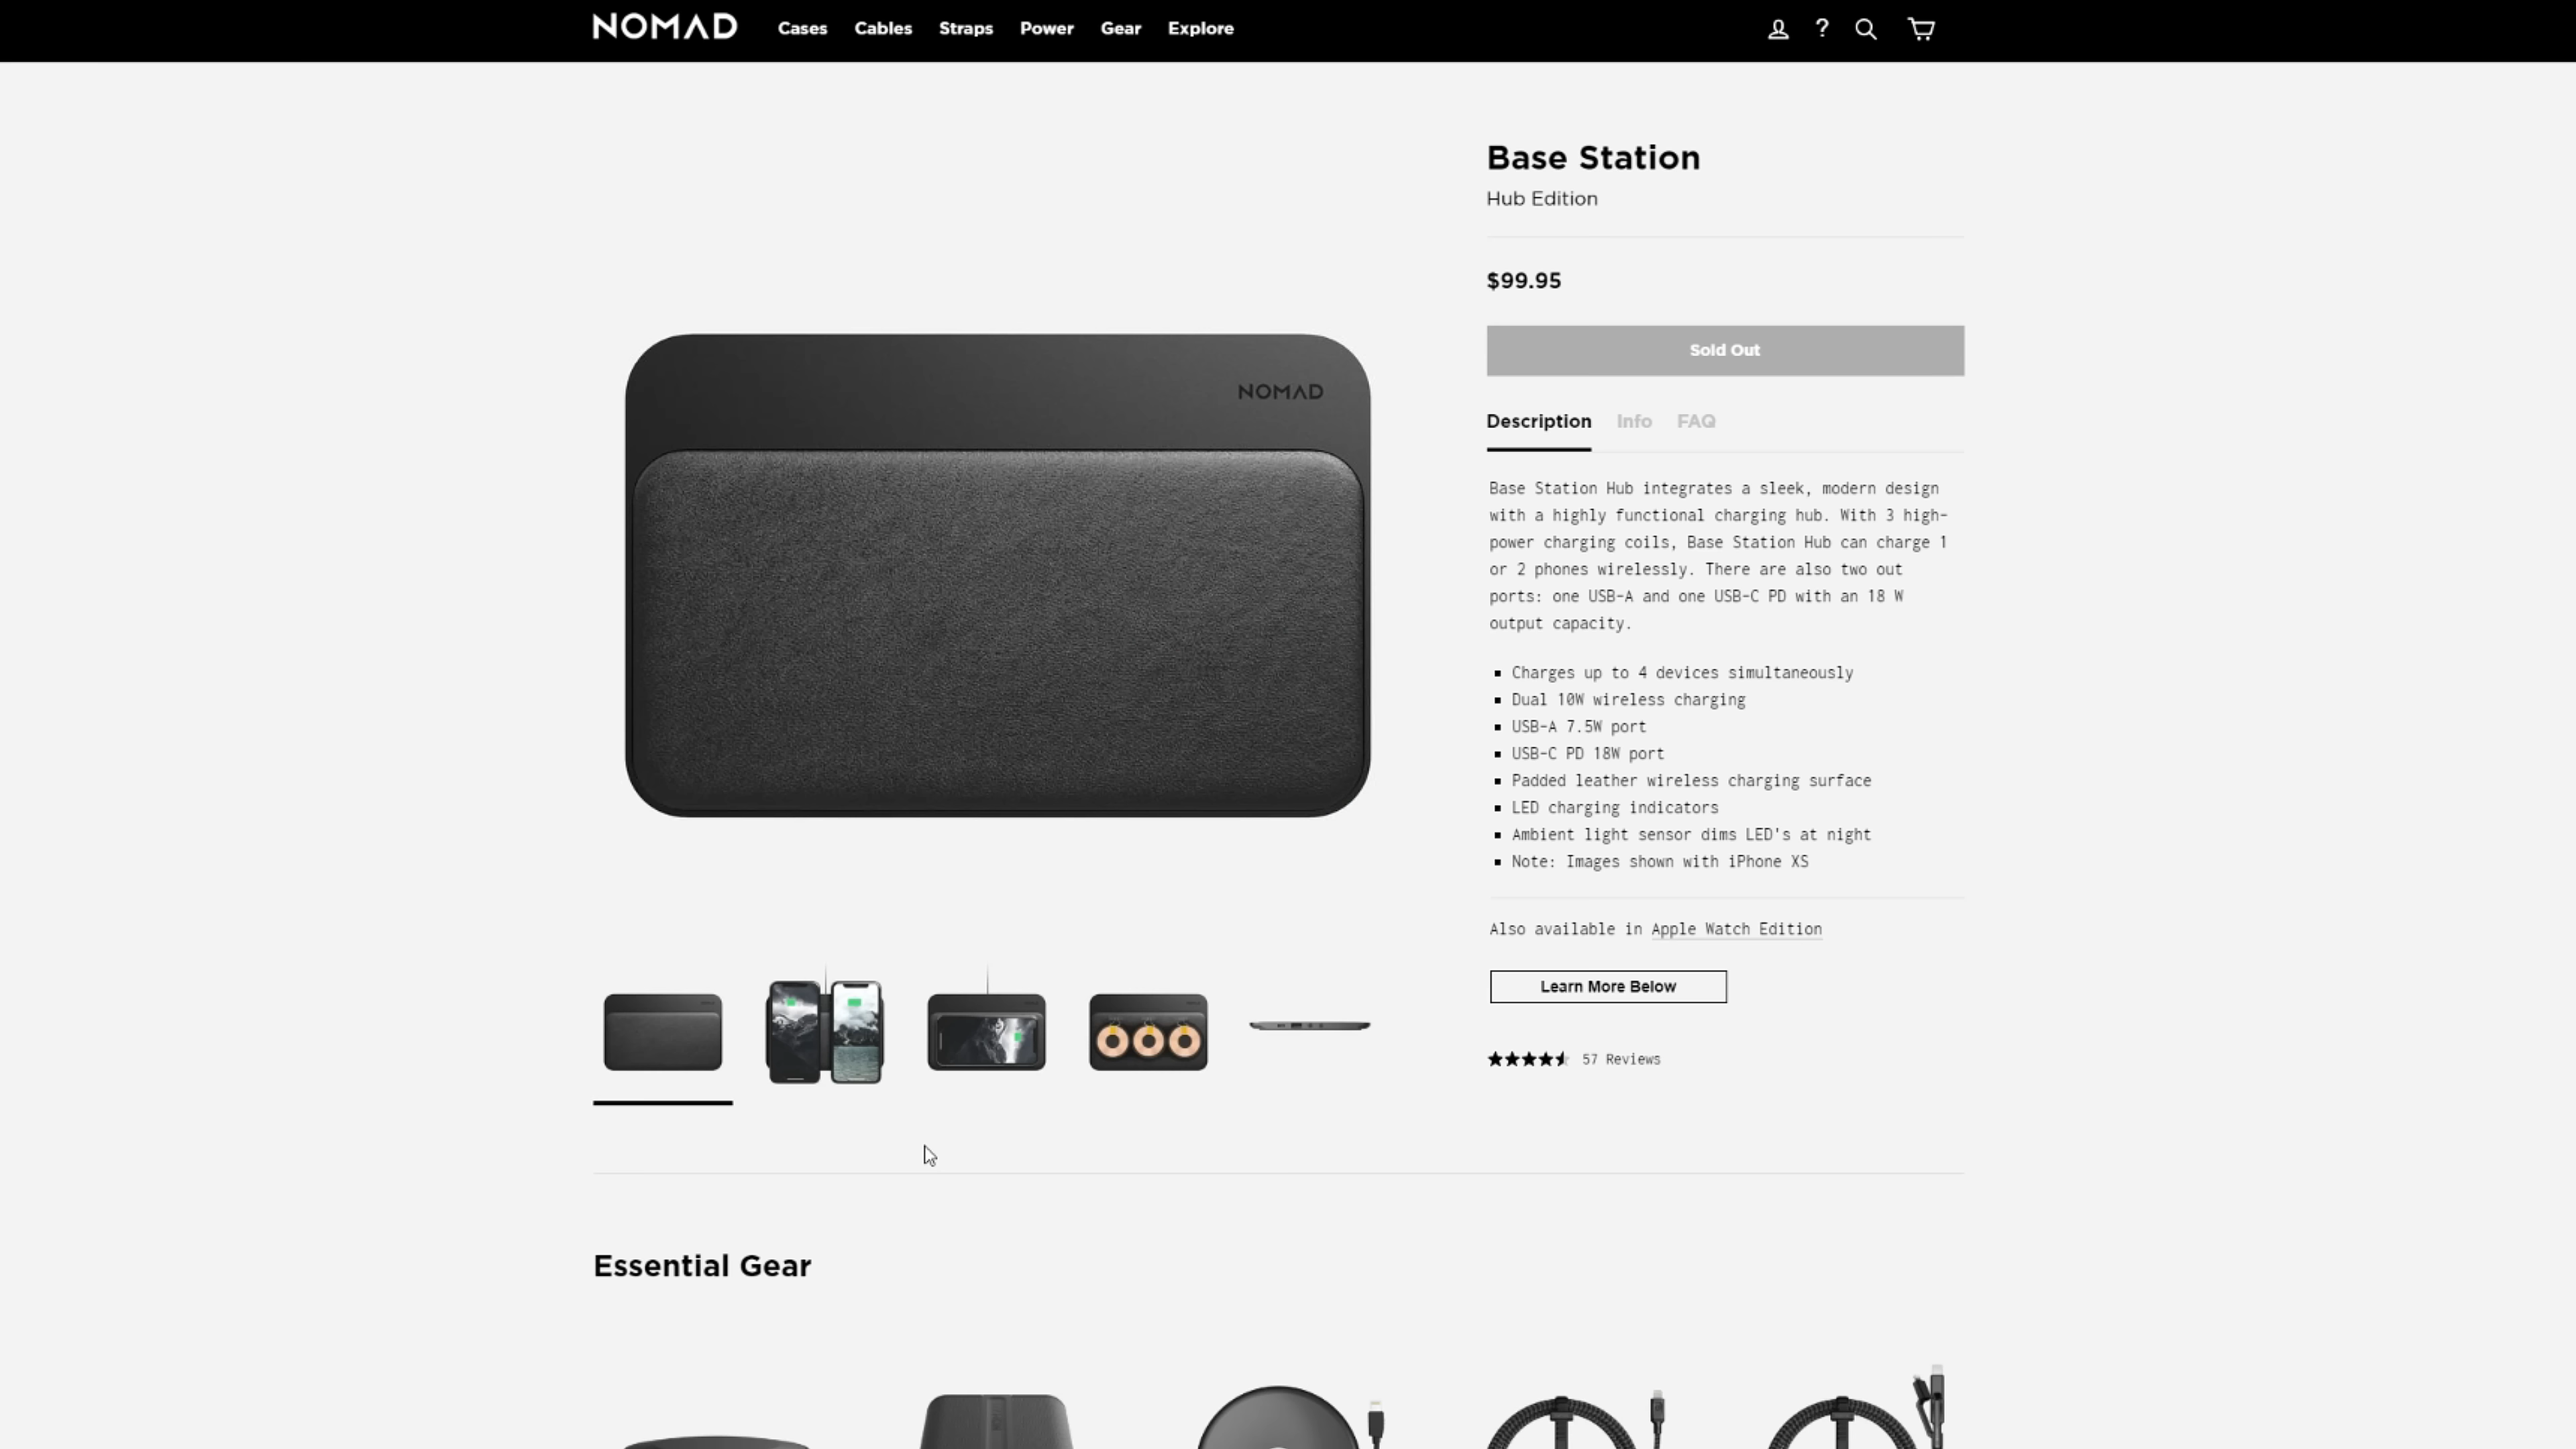 NOMAD Cases Cables Straps Power Gear Explore ?
Base Station
Hub Edition
$99.95
Sold Out
NOMAD
Description Info FAQ
Base Station Hub integrates a sleek, modern design
with a highly functional charging hub. With 3 high-
power charging coils, Base Station Hub can charge 1
or 2 phones wirelessly. There are also two out
ports: one USB-A and one USB-C PD with an 18 W
output capacity.
▪ Charges up to 4 devices simultaneously
▪ Dual 10W wireless charging
▪ USB-A 7.5W port
▪ USB-C PD 18W port
▪ Padded leather wireless charging surface
▪ LED charging indicators
▪ Ambient light sensor dims LED's at night
▪ Note: Images shown with iPhone XS
Also available in Apple Watch Edition
Learn More Below
57 Reviews
Essential Gear